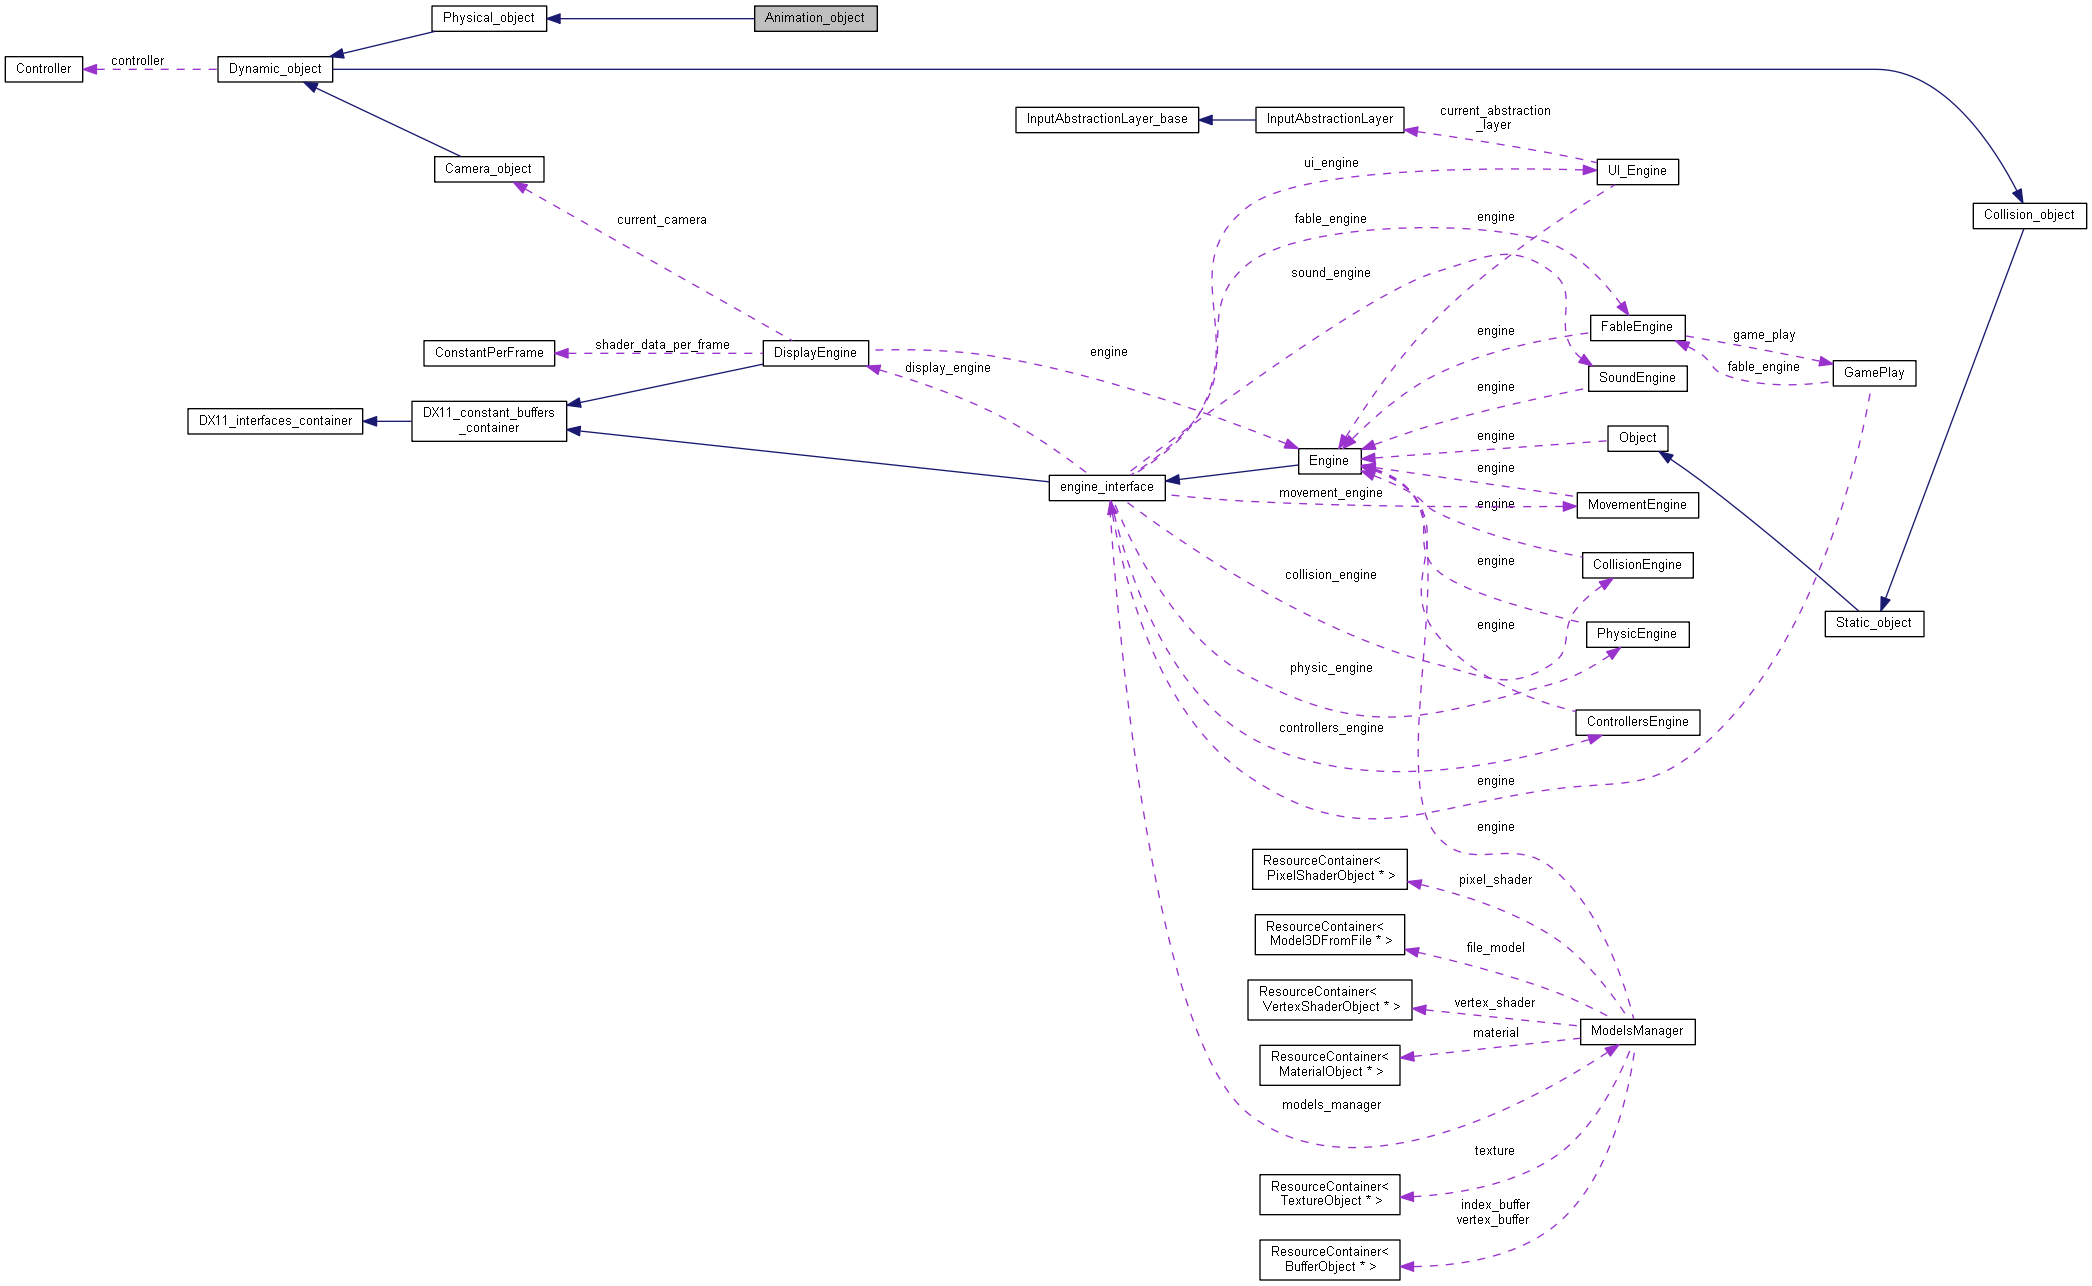 Physical_object
Animation_object
Controller
controller
Dynamic_object
InputAbstractionLayer_base
InputAbstractionLayer
current_abstraction
_layer
ui_engine
UI_Engine
Camera_object
current_camera
fable_engine
engine
Collision_object
sound_engine
FableEngine
engine
game_play
ConstantPerFrame
shader_data_per_frame
DisplayEngine
engine
display_engine
fable_engine
GamePlay
SoundEngine
engine
DX11_interfaces_container
DX11_constant_buffers
_container
engine
Object
Engine
engine
engine_interface
movement_engine
engine
MovementEngine
CollisionEngine
engine
collision_engine
engine
PhysicEngine
Static_object
physic_engine
ControllersEngine
controllers_engine
engine
engine
ResourceContainer<
PixelShaderObject * >
pixel_shader
ResourceContainer<
Model3DFromFile * >
file_model
ResourceContainer<
VertexShaderObject * >
vertex_shader
ModelsManager
material
ResourceContainer<
MaterialObject * >
models_manager
texture
ResourceContainer<
TextureObject * >
index_buffer
vertex_buffer
ResourceContainer<
BufferObject * >